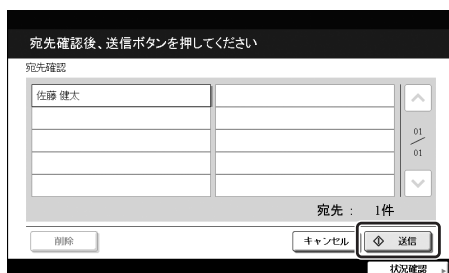 宛先確認後、送信ボタンを押してください
宛先確認
佐藤 健太
01
01
宛先： 1件
削除
キャンセル
送信
状況確認